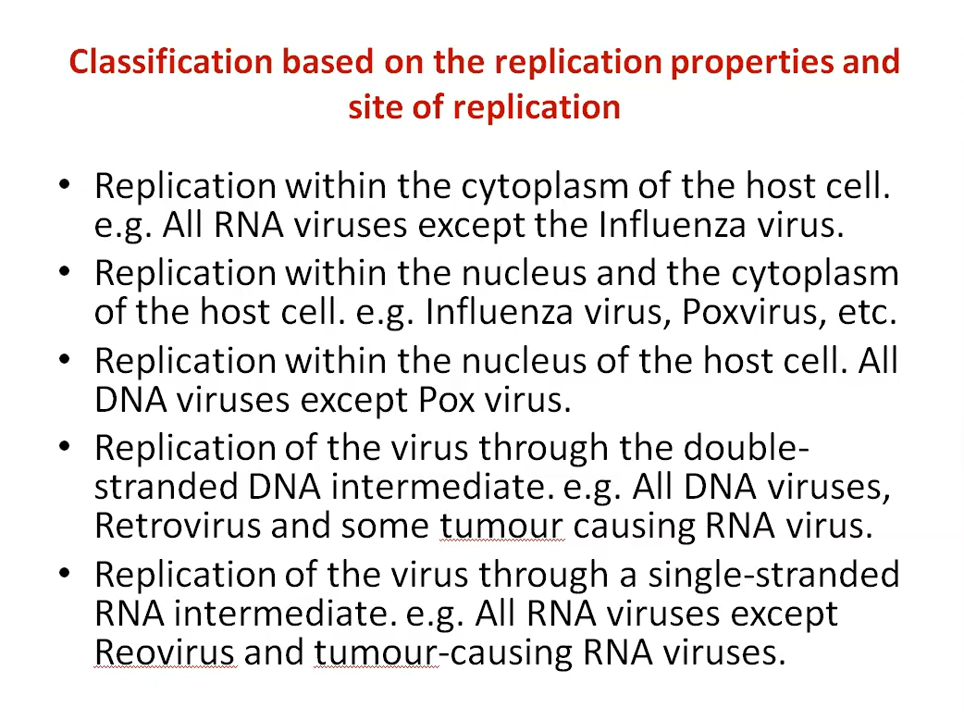 Classification based on the replication properties and
site of replication
• Replication within the cytoplasm of the host cell.
e.g. All RNA viruses except the Influenza virus.
• Replication within the nucleus and the cytoplasm
of the host cell. e.g. Influenza virus, Poxvirus, etc.
• Replication within the nucleus of the host cell. All
DNA viruses except Pox virus.
• Replication of the virus through the double-
stranded DNA intermediate. e.g. All DNA viruses,
Retrovirus and some tumour causing RNA virus.
• Replication of the virus through a single-stranded
RNA intermediate. e.g. All RNA viruses except
Reovirus and tumour-causing RNA viruses.